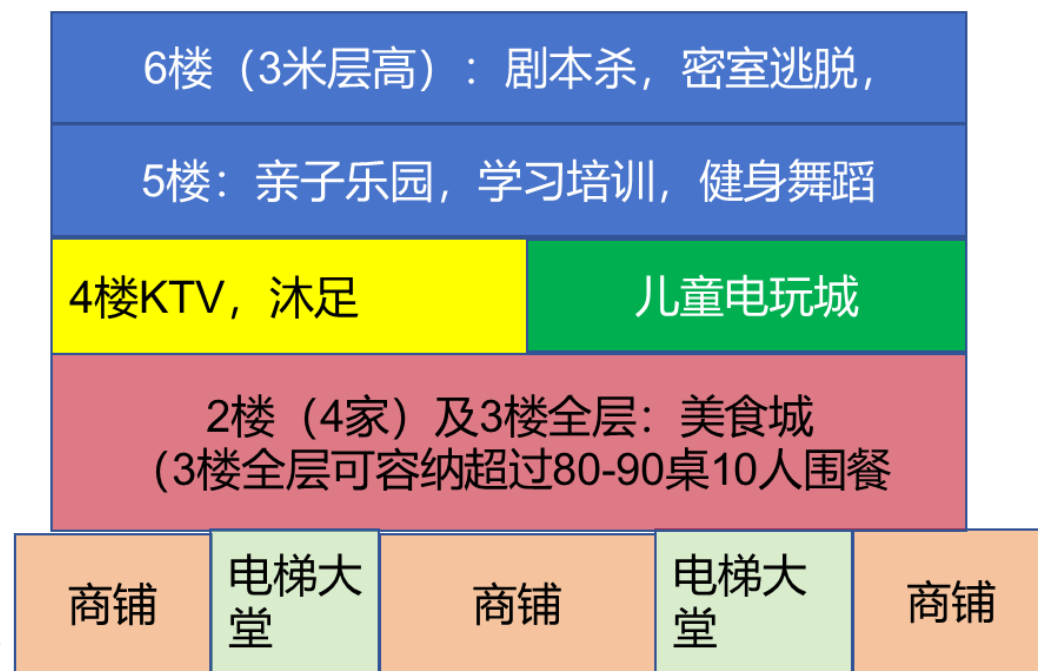 6楼（3米层高）：剧本杀，密室逃脱，
5楼：亲子乐园，学习培训，健身舞蹈
4楼KTV，沐足
儿童电玩城
2楼（4家）及3楼全层：美食城
（3楼全层可容纳超过80-90桌10人围餐
商铺
电梯大
堂
商铺
电梯大
堂
商铺